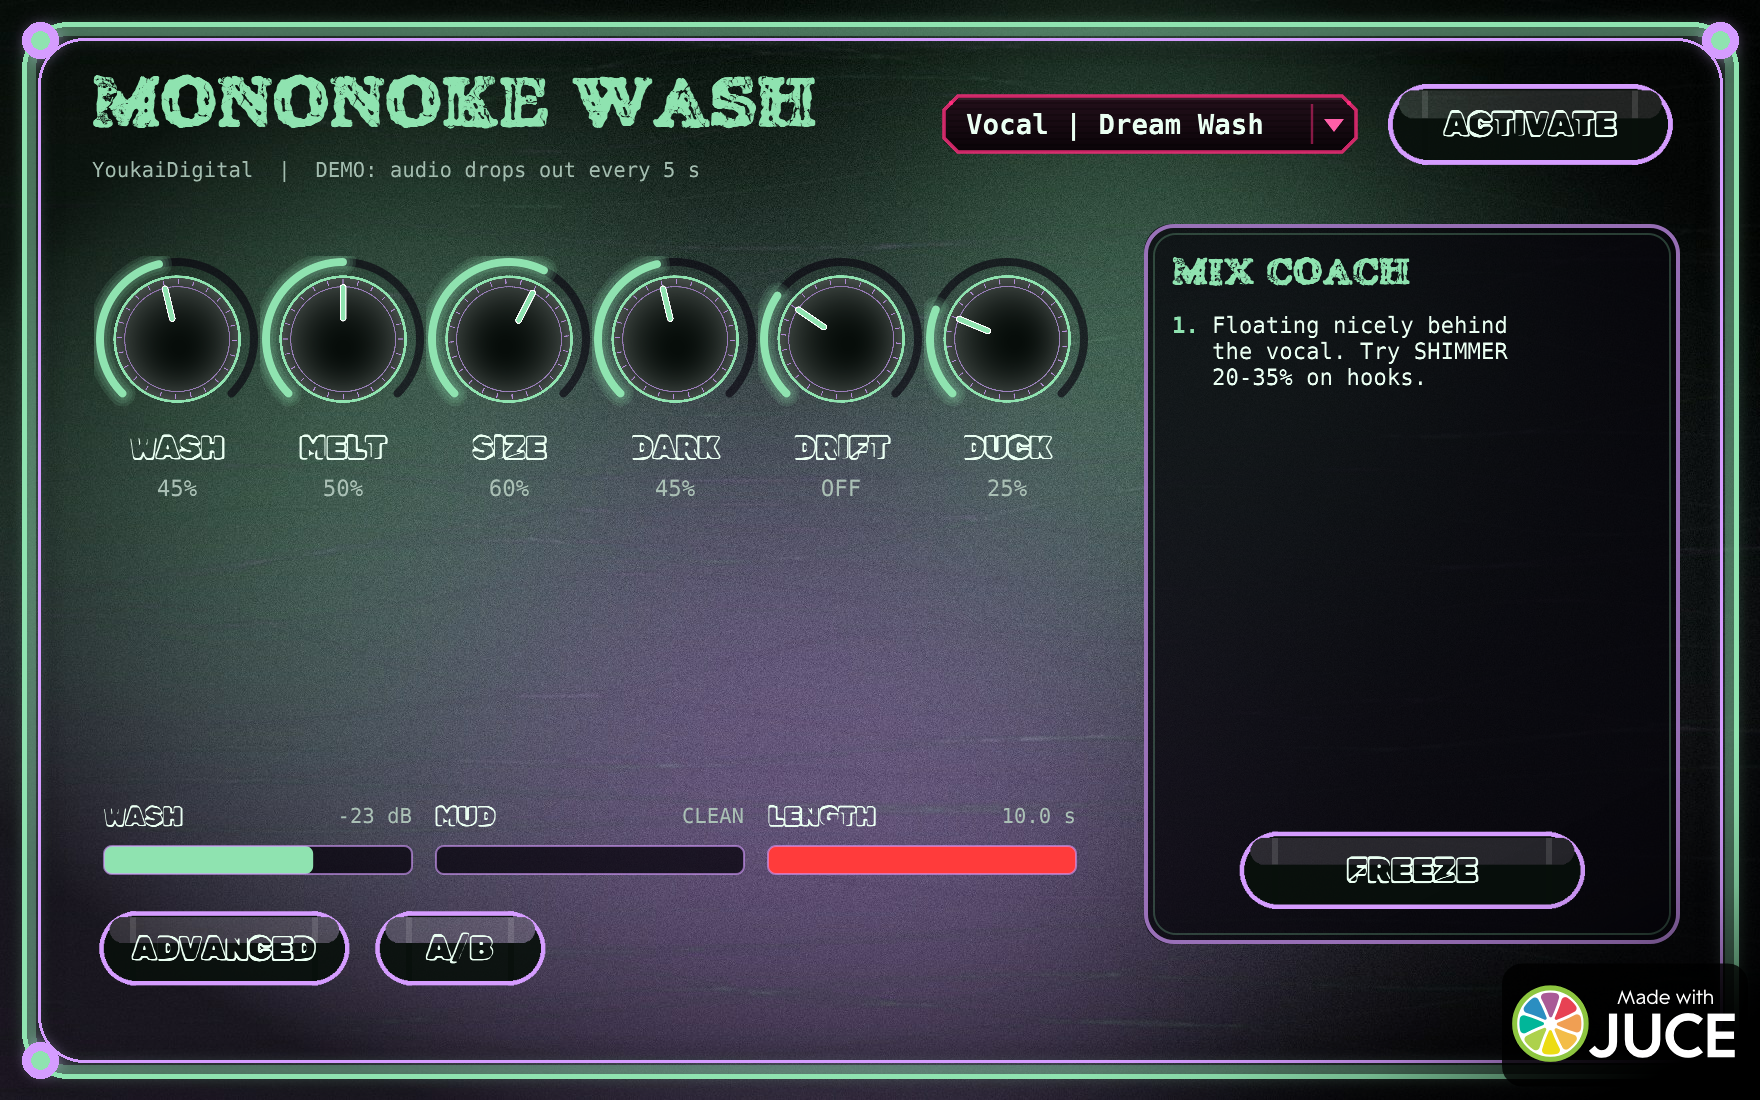 MONONOKE WASH
Vocal | Dream Wash
ACTIVATE
YoukaiDigital | DEMO: audio drops out every 5 s
MIX COACH
1. Floating nicely behind
the vocal. Try SHIMMER
20-35% on hooks.
WASH MELT SIZE DARK DRIFT DUCK
45% 50% 60% 45% OFF 25%
WASH -23 dB MUD CLEAN LENGTH 10.0 s
FREEZE
ADVANCED A/B
Made with
JUCE